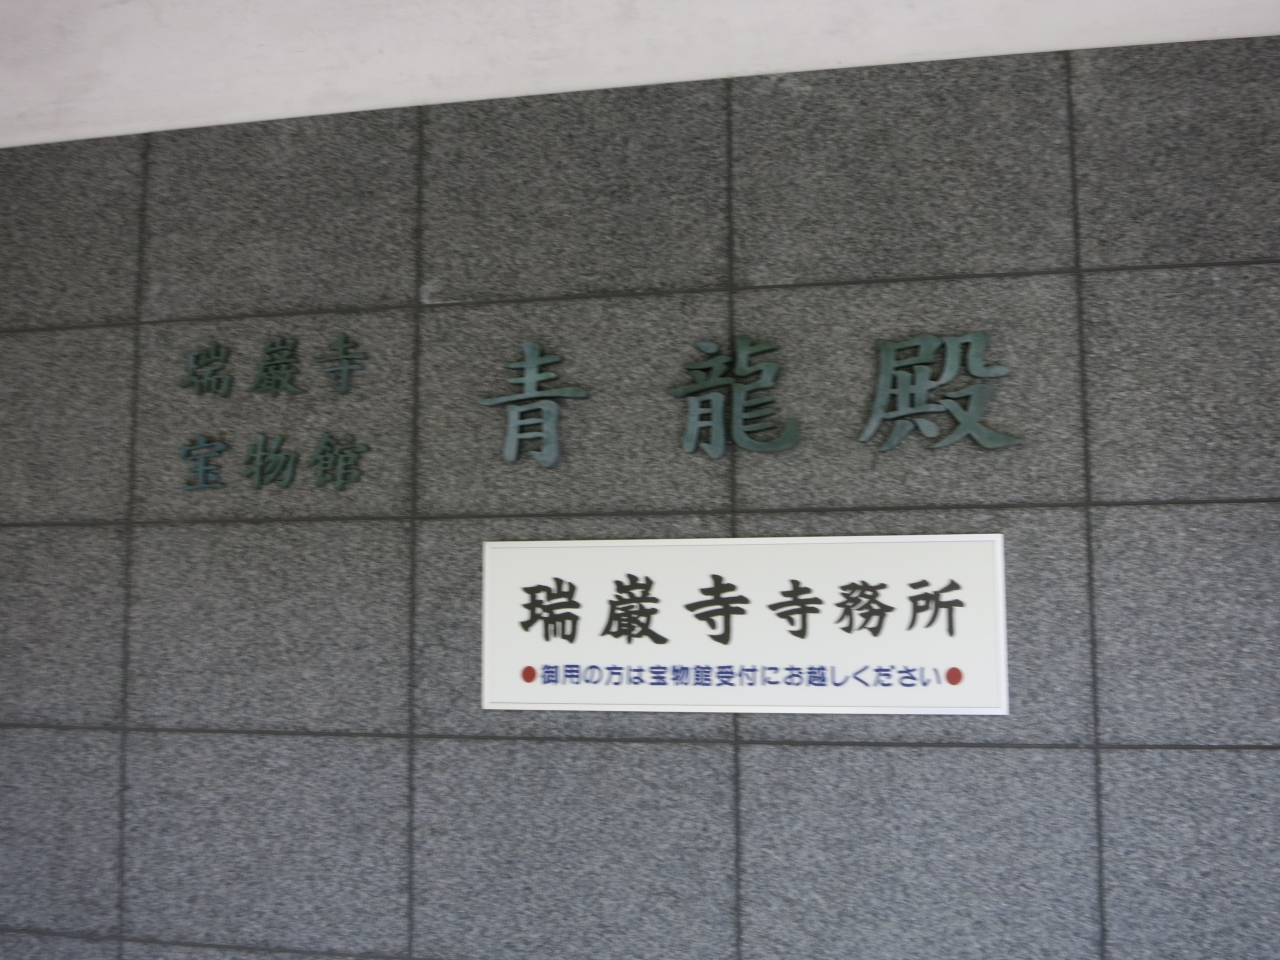 瑞巌寺
宝物館
青龍殿
瑞巌寺寺務所
●御用の方は宝物館受付にお越しください●